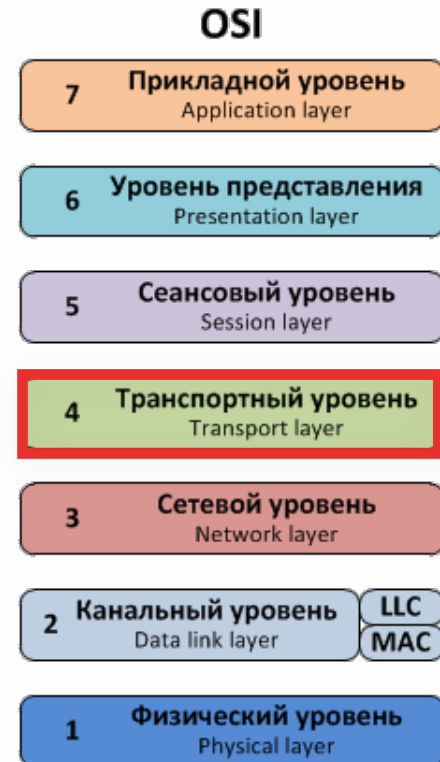 OSI
7 Прикладной уровень
Application layer
6 Уровень представления
Presentation layer
5 Сеансовый уровень
Session layer
4 Транспортный уровень
Transport layer
3 Сетевой уровень
Network layer
2 Канальный уровень LLC
Data link layer MAC
1 Физический уровень
Physical layer